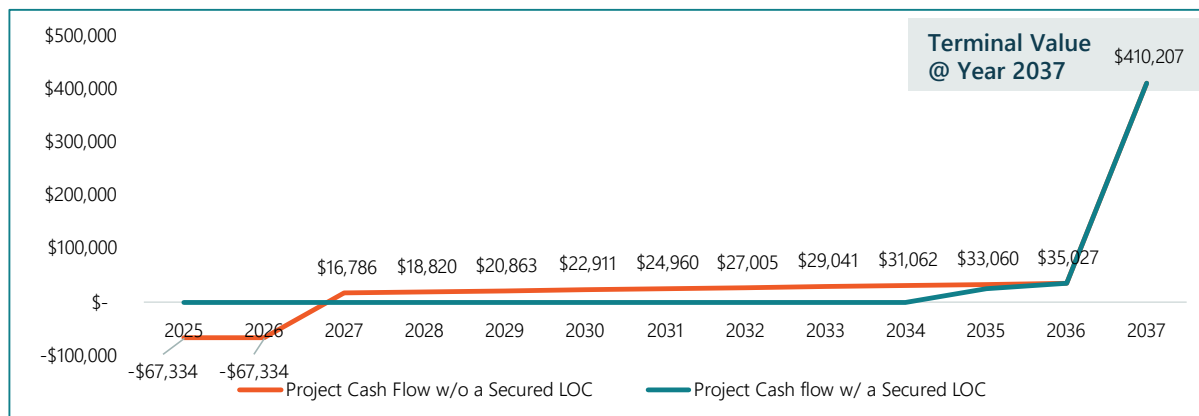 $500,000
Terminal Value
@ Year 2037
$410,207
$400,000
$300,000
$200,000
$100,000
$16,786 $18,820 $20,863 $22,911 $24,960 $27,005 $29,041 $31,062 $33,060 $35,027
$-
2025 2026 2027 2028 2029 2030 2031 2032 2033 2034 2035 2036 2037
-$100,000
-$67,334 -$67,334
Project Cash Flow w/o a Secured LOC Project Cash flow w/ a Secured LOC